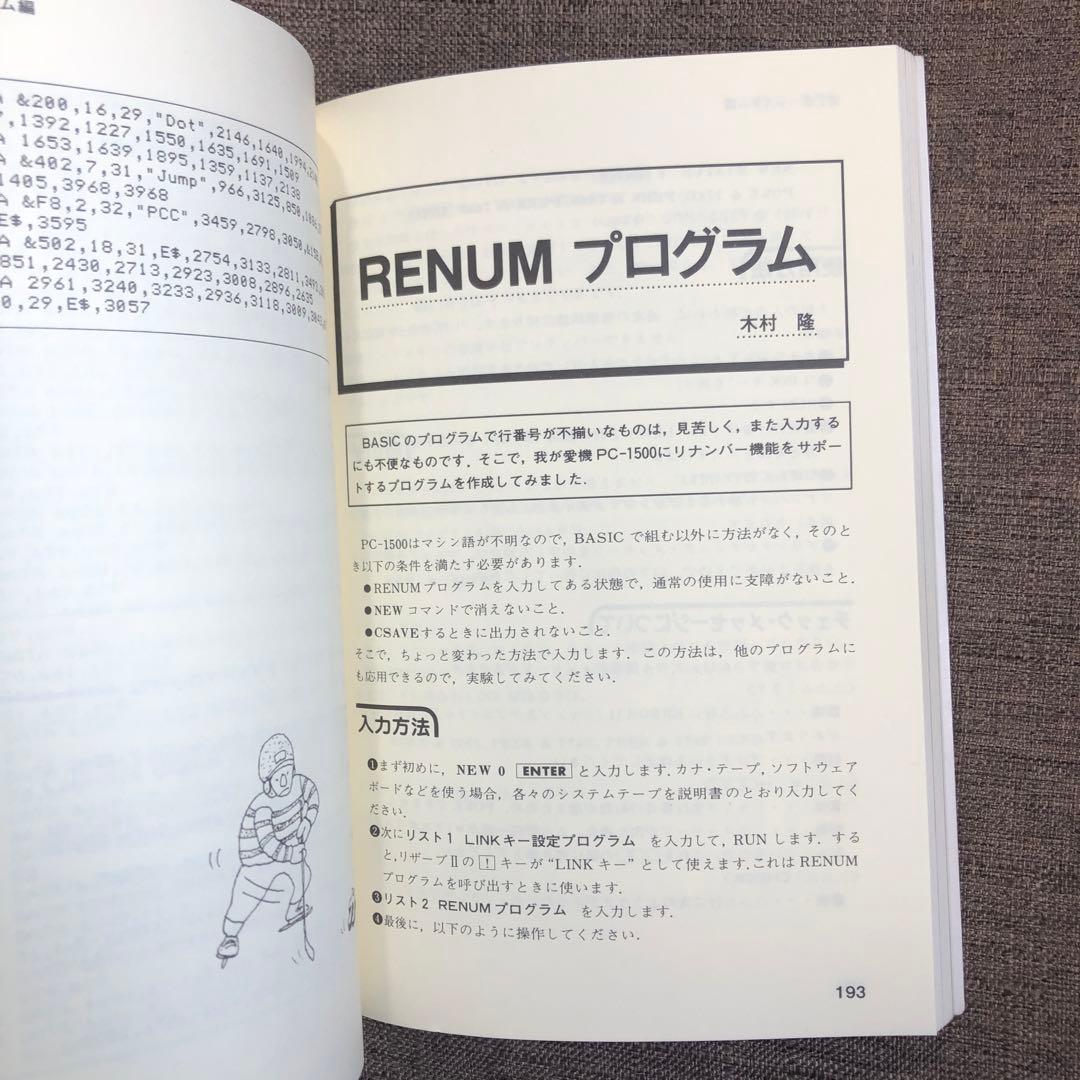 ム編
A &200,16,29,"Dot",2146,1640,1994,
,1392,1227,1550,1635,1691,1509
A 1653,1639,1895,1359,1137,2138
A &402,7,31,"Jump",966,3125,850,
1405,3968,3968
A &F8,2,32,"PCC",3459,2798,3050,
E$,3595
A &502,18,31,E$,2754,3133,2811,
851,2430,2713,2923,3008,2896,2635
A 2961,3240,3233,2936,3118,3009,
0,29,E$,3057
RENUM プログラム
木村 隆
BASICのプログラムで行番号が不揃いなものは,見苦しく,また入力する
にも不便なものです.そこで,我が愛機PC-1500にリナンバー機能をサポー
トするプログラムを作成してみました.
PC-1500はマシン語が不明なので,BASICで組む以外に方法がなく,そのと
き以下の条件を満たす必要があります.
●RENUMプログラムを入力してある状態で,通常の使用に支障がないこと.
●NEWコマンドで消えないこと.
●CSAVEするときに出力されないこと.
そこで,ちょっと変わった方法で入力します.この方法は,他のプログラムに
も応用できるので,実験してみてください.
入力方法
❶まず初めに,NEW 0 ENTER と入力します.カナ・テープ,ソフトウェア
ボードなどを使う場合,各々のシステムテープを説明書のとおり入力してく
ださい.
❷次にリスト1 LINKキー設定プログラム を入力して,RUNします.する
と,リザーブⅡの ! キーが“LINKキー”として使えます.これはRENUM
プログラムを呼び出すときに使います.
❸リスト2 RENUMプログラム を入力します.
❹最後に,以下のように操作してください.
193